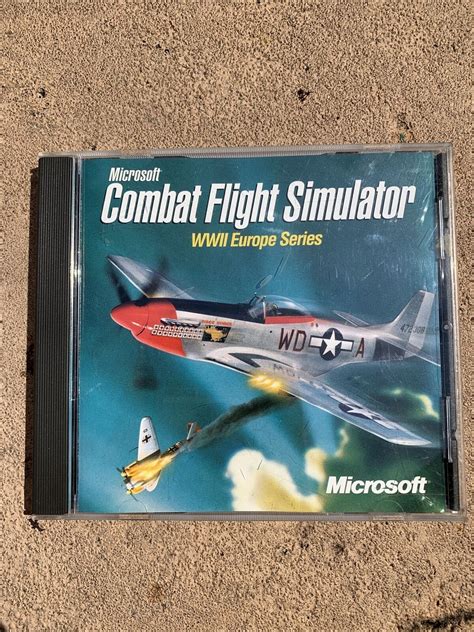 Microsoft
Combat Flight Simulator
WWII Europe Series
WD
A
Microsoft